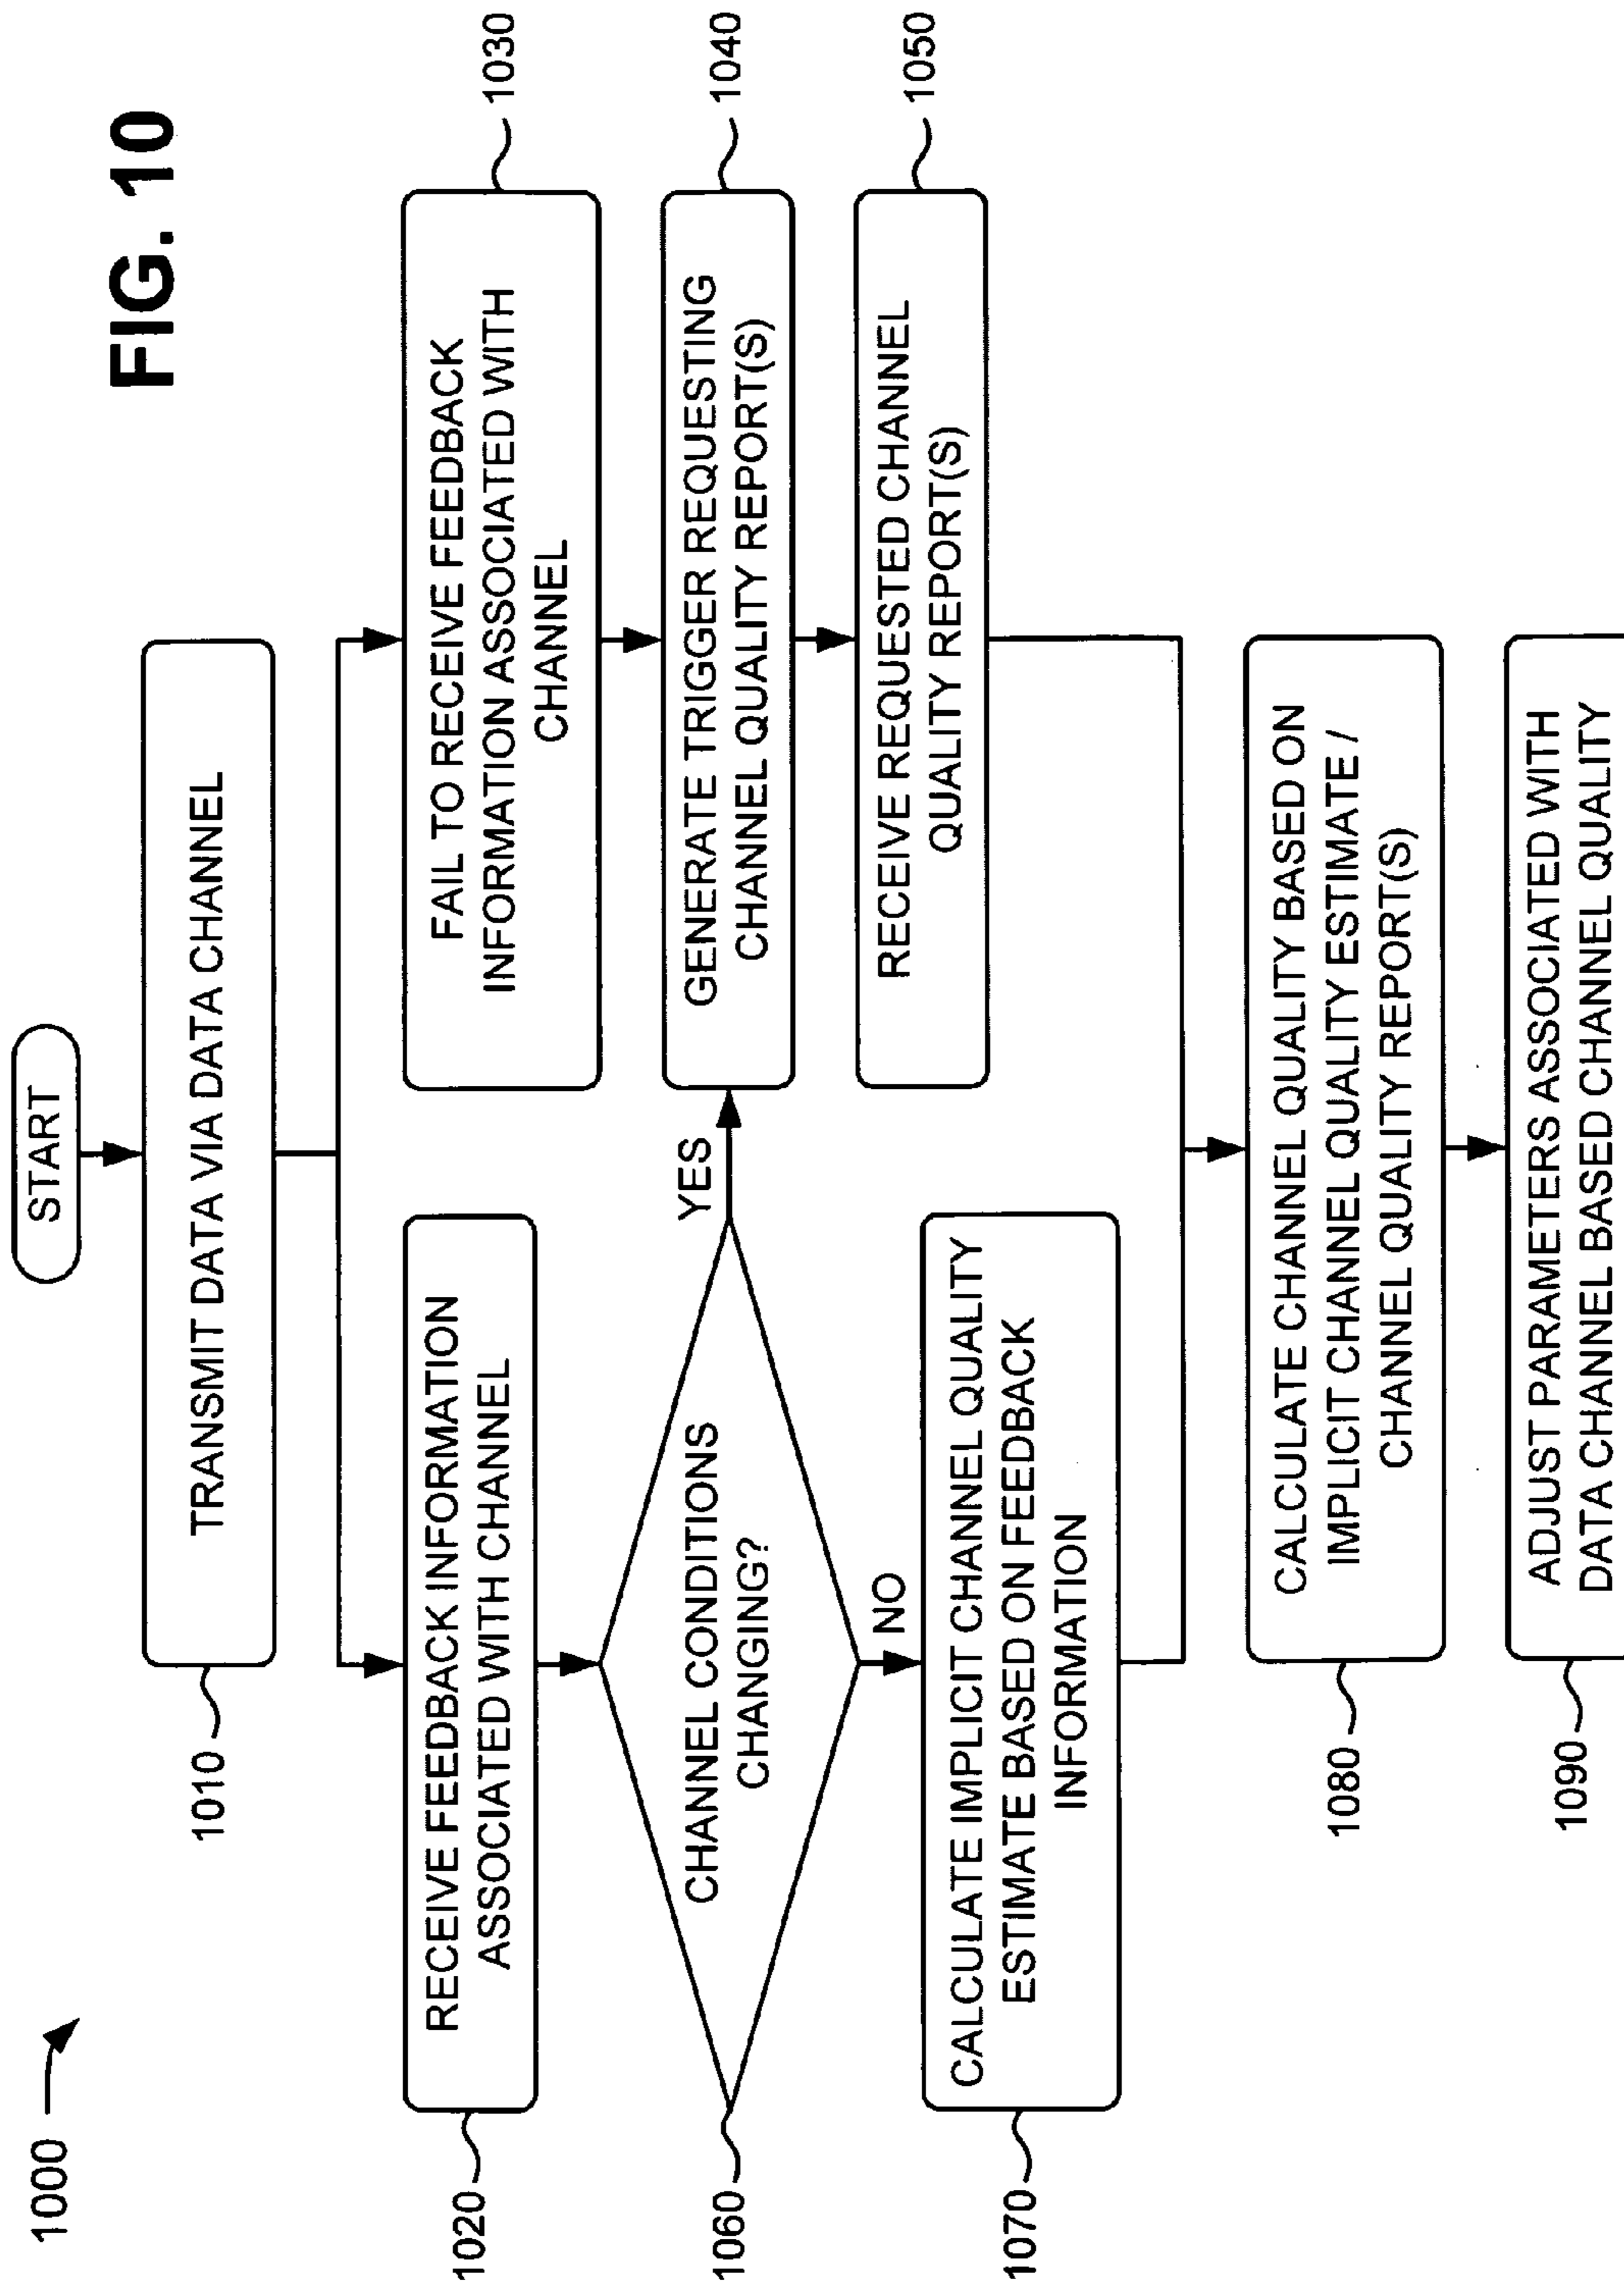 1000
FIG. 10
START
1010
TRANSMIT DATA VIA DATA CHANNEL
1020
RECEIVE FEEDBACK INFORMATION
ASSOCIATED WITH CHANNEL
FAIL TO RECEIVE FEEDBACK
INFORMATION ASSOCIATED WITH
CHANNEL
1030
1060
CHANNEL CONDITIONS
CHANGING?
YES
NO
GENERATE TRIGGER REQUESTING
CHANNEL QUALITY REPORT(S)
1040
1070
CALCULATE IMPLICIT CHANNEL QUALITY
ESTIMATE BASED ON FEEDBACK
INFORMATION
RECEIVE REQUESTED CHANNEL
QUALITY REPORT(S)
1050
1080
CALCULATE CHANNEL QUALITY BASED ON
IMPLICIT CHANNEL QUALITY ESTIMATE /
CHANNEL QUALITY REPORT(S)
1090
ADJUST PARAMETERS ASSOCIATED WITH
DATA CHANNEL BASED CHANNEL QUALITY